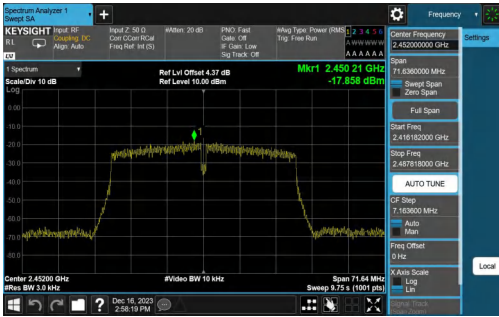 Spectrum Analyzer 1
Swept SA
Frequency
KEYSIGHT
RL
Input: RF
Coupling: DC
Align: Auto
Input Z: 50 Ω
Corr CCorr RCal
Freq Ref: Int (S)
#Atten: 20 dB
PNO: Fast
Gate: Off
IF Gain: Low
Sig Track: Off
#Avg Type: Power (RMS)
Trig: Free Run
1 2 3 4 5 6
A W W W W W
A A A A A A
Settings
1 Spectrum
Scale/Div 10 dB
Log
Ref Lvl Offset 4.37 dB
Ref Level 10.00 dBm
Mkr1 2.450 21 GHz
-17.858 dBm
0.00
-10.0
-20.0
-30.0
-40.0
-50.0
-60.0
-70.0
-80.0
1
Center 2.45200 GHz
#Res BW 3.0 kHz
#Video BW 10 kHz
Span 71.64 MHz
Sweep 9.75 s (1001 pts)
Center Frequency
2.452000000 GHz
Span
71.6360000 MHz
Swept Span
Zero Span
Full Span
Start Freq
2.416182000 GHz
Stop Freq
2.487818000 GHz
AUTO TUNE
CF Step
7.163600 MHz
Auto
Man
Freq Offset
0 Hz
X Axis Scale
Log
Lin
Signal Track
Local
?
Dec 16, 2023
2:58:19 PM